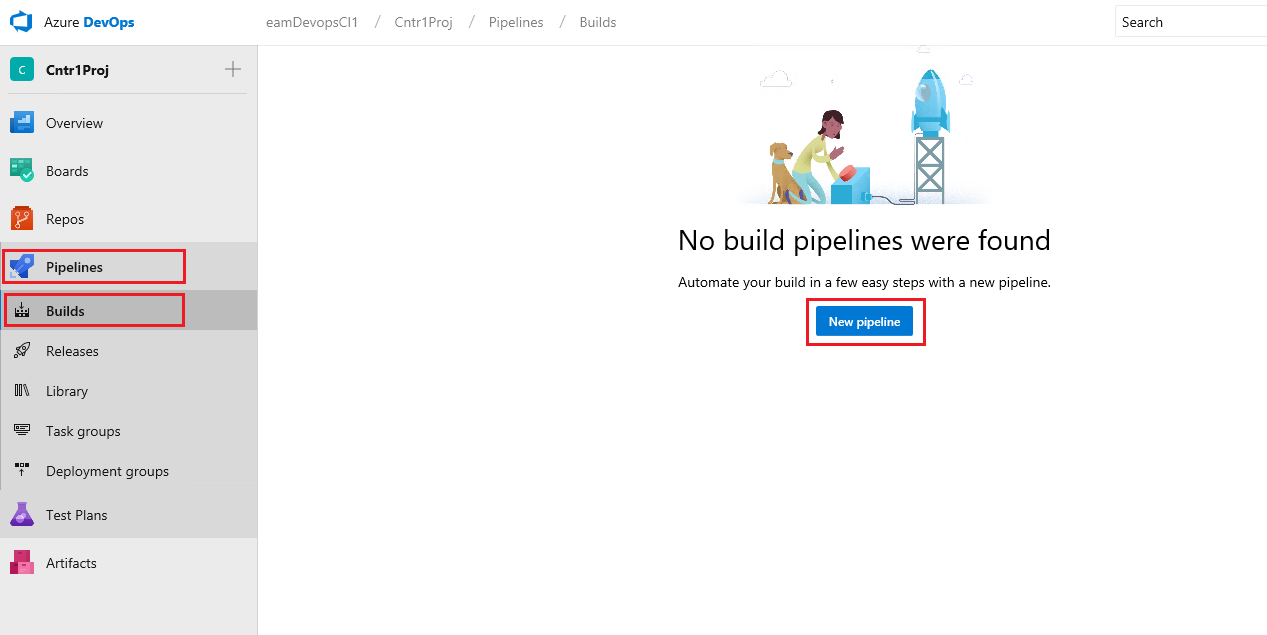 Azure DevOps
eamDevopsCI1 / Cntr1Proj / Pipelines / Builds
Search
C
Cntr1Proj
Overview
Boards
Repos
Pipelines
Builds
Releases
Library
Task groups
Deployment groups
Test Plans
Artifacts
No build pipelines were found
Automate your build in a few easy steps with a new pipeline.
New pipeline